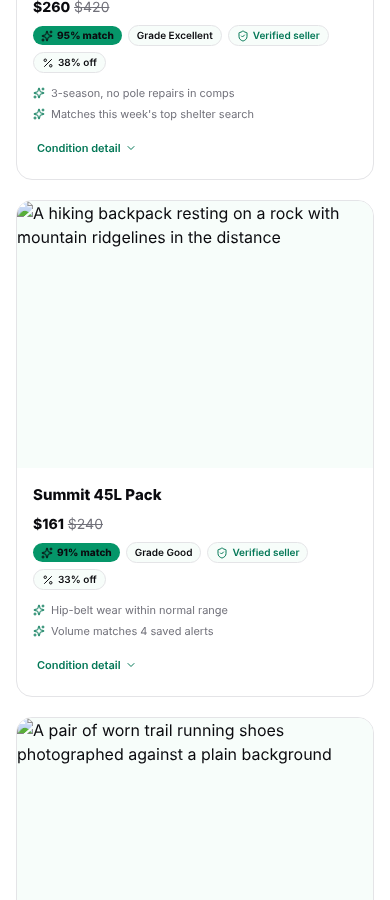 $260 $420
95% match
Grade Excellent
Verified seller
38% off
3-season, no pole repairs in comps
Matches this week's top shelter search
Condition detail
A hiking backpack resting on a rock with
mountain ridgelines in the distance
Summit 45L Pack
$161 $240
91% match
Grade Good
Verified seller
33% off
Hip-belt wear within normal range
Volume matches 4 saved alerts
Condition detail
A pair of worn trail running shoes
photographed against a plain background